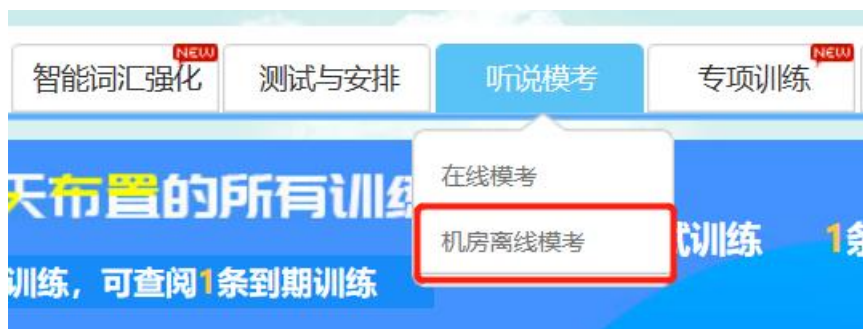 NEW NEW
智能词汇强化 测试与安排 听说模考 专项训练
在线模考
天布置的所有训练
机房离线模考
试训练 1条
训练，可查阅1条到期训练